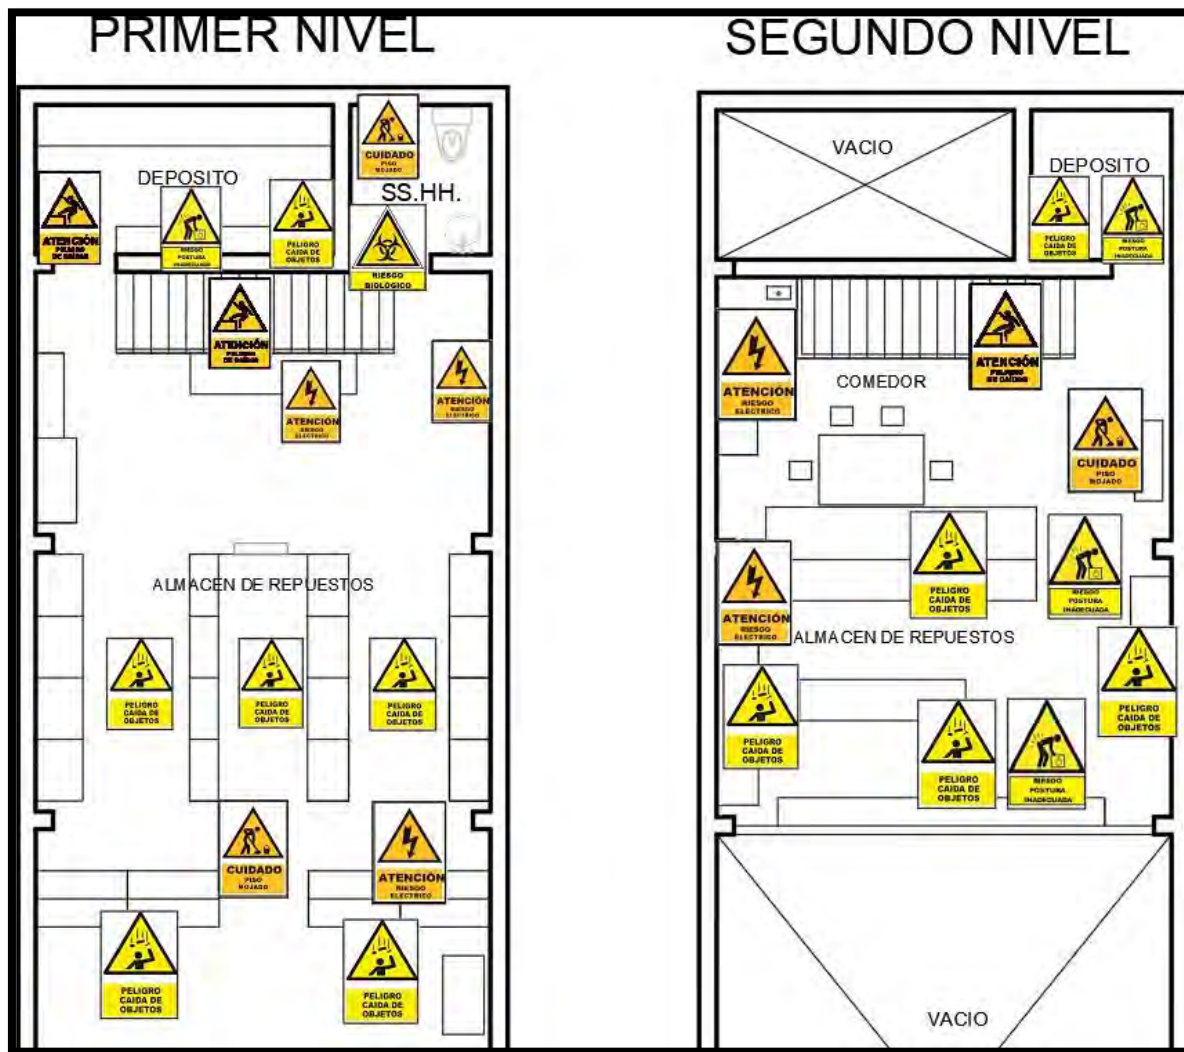 PRIMER NIVEL
SEGUNDO NIVEL
CUIDADO
PISO
MOJADO
DEPOSITO
SS.HH.
ATENCIÓN
PELIGRO
DE CAIDAS
RIESGO
POSTURA
INADECUADA
PELIGRO
CAIDA DE
OBJETOS
RIESGO
BIOLÓGICO
ATENCIÓN
PELIGRO
DE CAIDAS
ATENCIÓN
RIESGO
ELECTRICO
ATENCIÓN
RIESGO
ELECTRICO
ALMACEN DE REPUESTOS
PELIGRO
CAIDA DE
OBJETOS
PELIGRO
CAIDA DE
OBJETOS
PELIGRO
CAIDA DE
OBJETOS
CUIDADO
PISO
MOJADO
ATENCIÓN
RIESGO
ELECTRICO
PELIGRO
CAIDA DE
OBJETOS
PELIGRO
CAIDA DE
OBJETOS
VACIO
DEPOSITO
PELIGRO
CAIDA DE
OBJETOS
RIESGO
POSTURA
INADECUADA
ATENCIÓN
PELIGRO
DE CAIDAS
ATENCIÓN
RIESGO
ELECTRICO
COMEDOR
CUIDADO
PISO
MOJADO
PELIGRO
CAIDA DE
OBJETOS
RIESGO
POSTURA
INADECUADA
ATENCIÓN
RIESGO
ELECTRICO
ALMACEN DE REPUESTOS
PELIGRO
CAIDA DE
OBJETOS
PELIGRO
CAIDA DE
OBJETOS
PELIGRO
CAIDA DE
OBJETOS
RIESGO
POSTURA
INADECUADA
VACIO